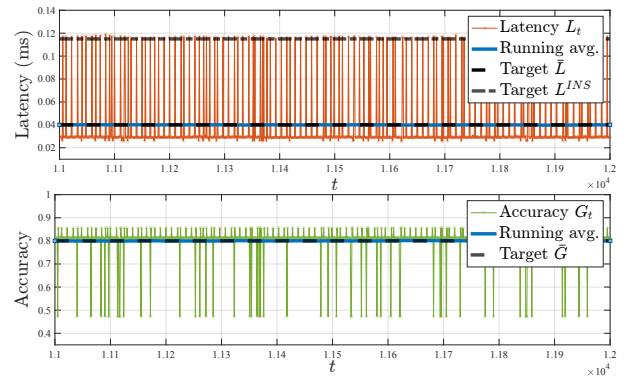 0.14
0.12
0.1
0.08
0.06
0.04
0.02
Latency (ms)
Latency L_t
Running avg.
Target L̄
Target L^{INS}
1.1 1.11 1.12 1.13 1.14 1.15 1.16 1.17 1.18 1.19 1.2
t
×10^4
1
0.9
0.8
0.7
0.6
0.5
0.4
Accuracy
Accuracy G_t
Running avg.
Target Ḡ
1.1 1.11 1.12 1.13 1.14 1.15 1.16 1.17 1.18 1.19 1.2
t
×10^4